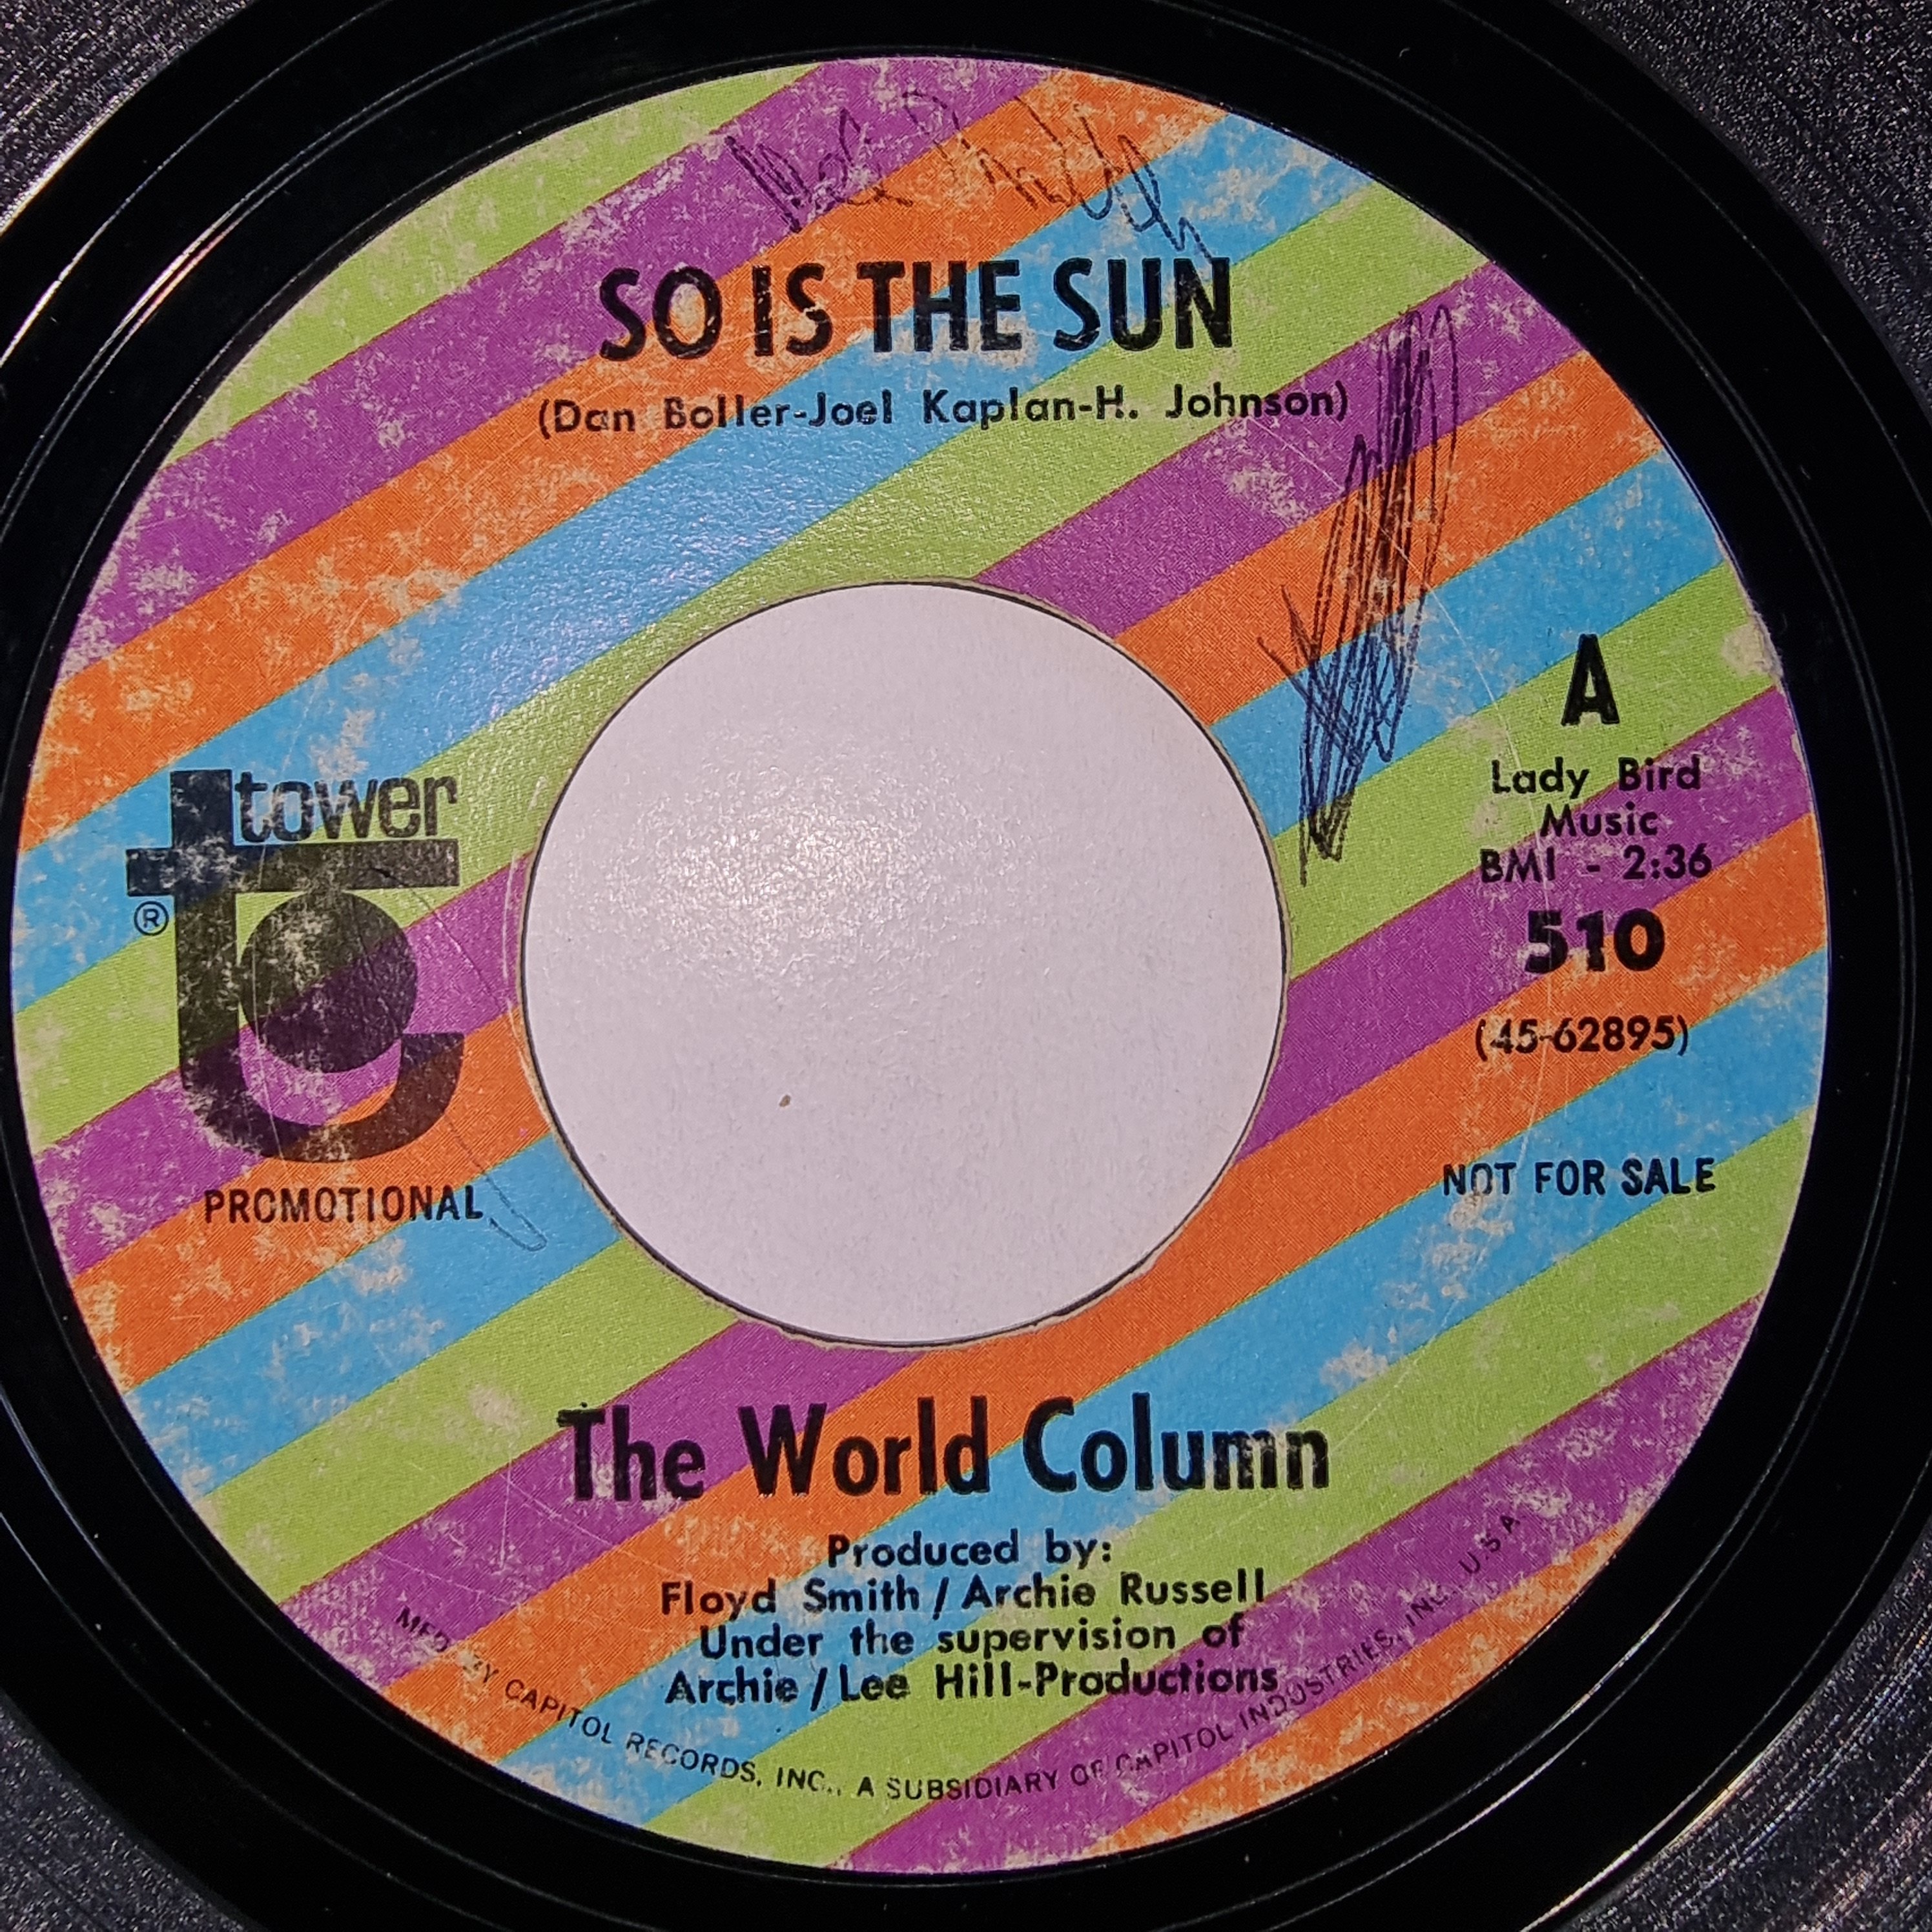 SO IS THE SUN
(Dan Boller-Joel Kaplan-H. Johnson)
tower
®
PROMOTIONAL
A
Lady Bird
Music
BMI - 2:36
510
(45-62895)
NOT FOR SALE
The World Column
Produced by:
Floyd Smith / Archie Russell
Under the supervision of
Archie / Lee Hill-Productions
MFD. BY CAPITOL RECORDS, INC., A SUBSIDIARY OF CAPITOL INDUSTRIES, INC. U.S.A.